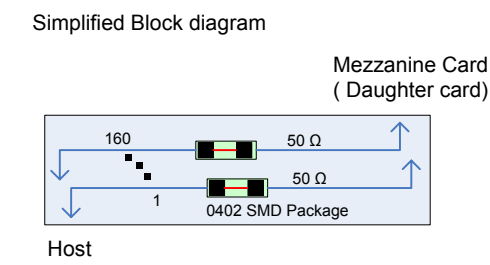 Simplified Block diagram
Mezzanine Card
( Daughter card)
160
50 Ω
50 Ω
1
0402 SMD Package
Host